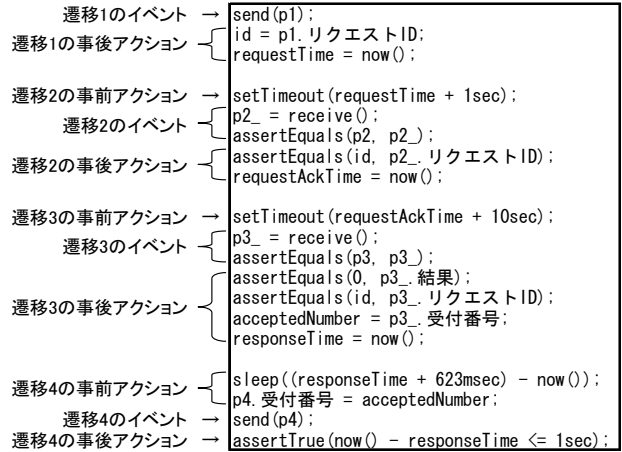 遷移1のイベント → send(p1);
遷移1の事後アクション id = p1.リクエストID;
requestTime = now();
遷移2の事前アクション → setTimeout(requestTime + 1sec);
遷移2のイベント p2_ = receive();
assertEquals(p2, p2_);
遷移2の事後アクション assertEquals(id, p2_.リクエストID);
requestAckTime = now();
遷移3の事前アクション → setTimeout(requestAckTime + 10sec);
遷移3のイベント p3_ = receive();
assertEquals(p3, p3_);
遷移3の事後アクション assertEquals(0, p3_.結果);
assertEquals(id, p3_.リクエストID);
acceptedNumber = p3_.受付番号;
responseTime = now();
遷移4の事前アクション sleep((responseTime + 623msec) - now());
p4.受付番号 = acceptedNumber;
遷移4のイベント → send(p4);
遷移4の事後アクション → assertTrue(now() - responseTime <= 1sec);